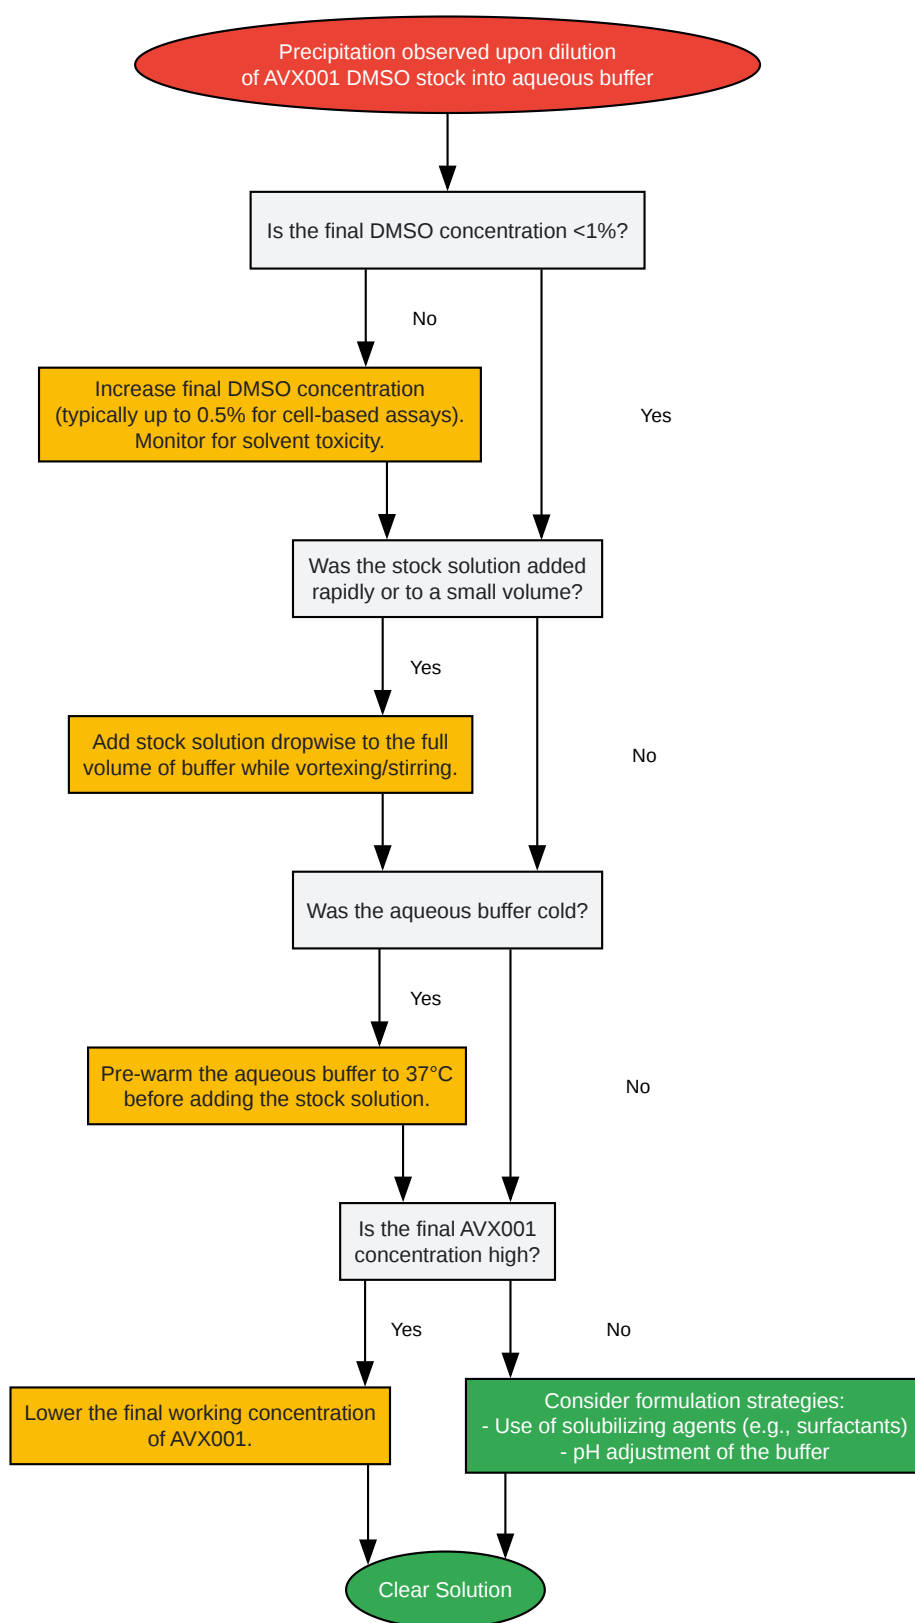 Precipitation observed upon dilution
of AVX001 DMSO stock into aqueous buffer
Is the final DMSO concentration <1%?
No
Increase final DMSO concentration
(typically up to 0.5% for cell-based assays).
Monitor for solvent toxicity.
Yes
Was the stock solution added
rapidly or to a small volume?
Yes
Add stock solution dropwise to the full
volume of buffer while vortexing/stirring.
No
Was the aqueous buffer cold?
Yes
Pre-warm the aqueous buffer to 37°C
before adding the stock solution.
No
Is the final AVX001
concentration high?
Yes
No
Lower the final working concentration
of AVX001.
Consider formulation strategies:
- Use of solubilizing agents (e.g., surfactants)
- pH adjustment of the buffer
Clear Solution